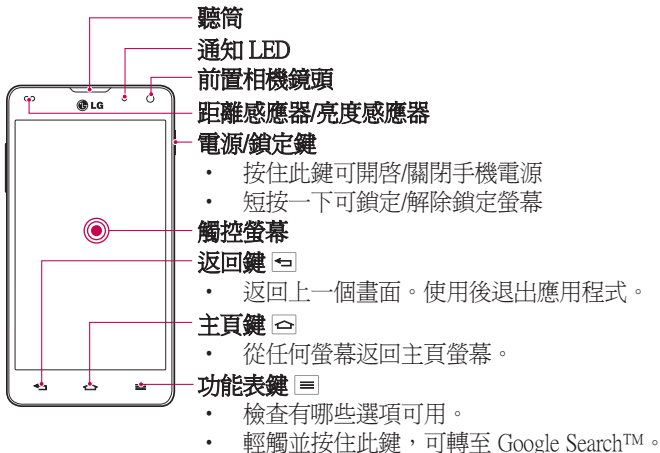 聽筒
通知 LED
前置相機鏡頭
距離感應器/亮度感應器
電源/鎖定鍵
• 按住此鍵可開啓/關閉手機電源
• 短按一下可鎖定/解除鎖定螢幕
觸控螢幕
返回鍵
• 返回上一個畫面。使用後退出應用程式。
主頁鍵
• 從任何螢幕返回主頁螢幕。
功能表鍵
• 檢查有哪些選項可用。
• 輕觸並按住此鍵，可轉至 Google Search™。
LG